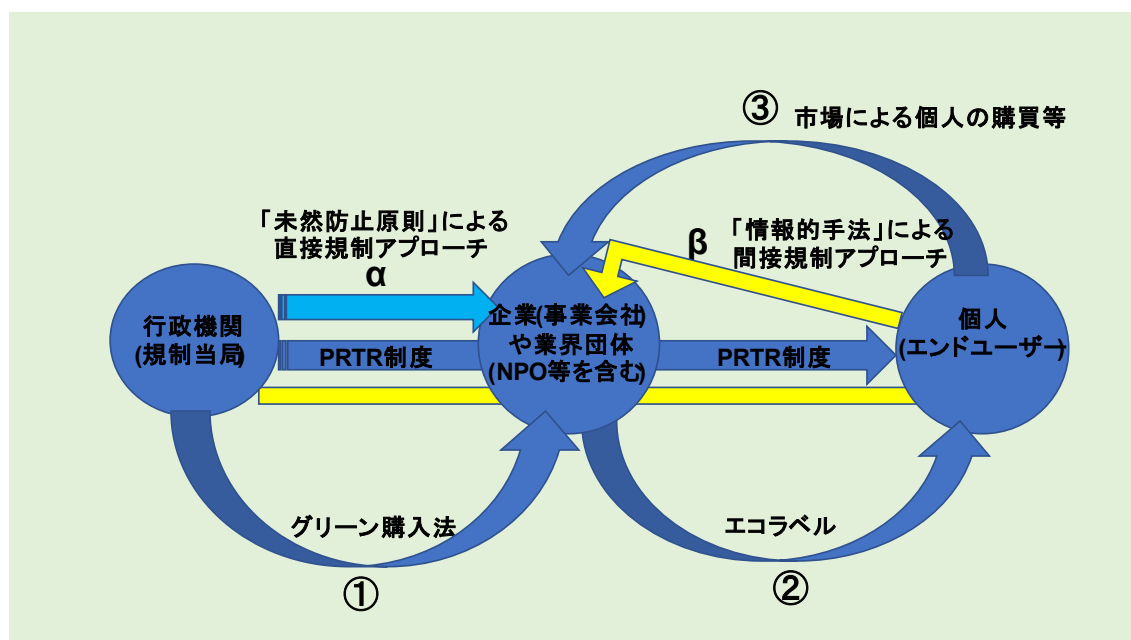 ③ 市場による個人の購買等
「未然防止原則」による
直接規制アプローチ
α
β 「情報的手法」による
間接規制アプローチ
行政機関
(規制当局)
企業(事業会社)
や業界団体
(NPO等を含む)
個人
(エンドユーザー)
PRTR制度
PRTR制度
グリーン購入法
エコラベル
①
②